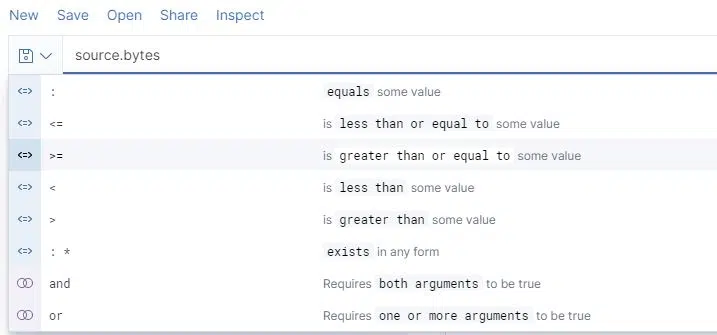 New Save Open Share Inspect
source.bytes
: equals some value
<= is less than or equal to some value
>= is greater than or equal to some value
< is less than some value
> is greater than some value
: * exists in any form
and Requires both arguments to be true
or Requires one or more arguments to be true